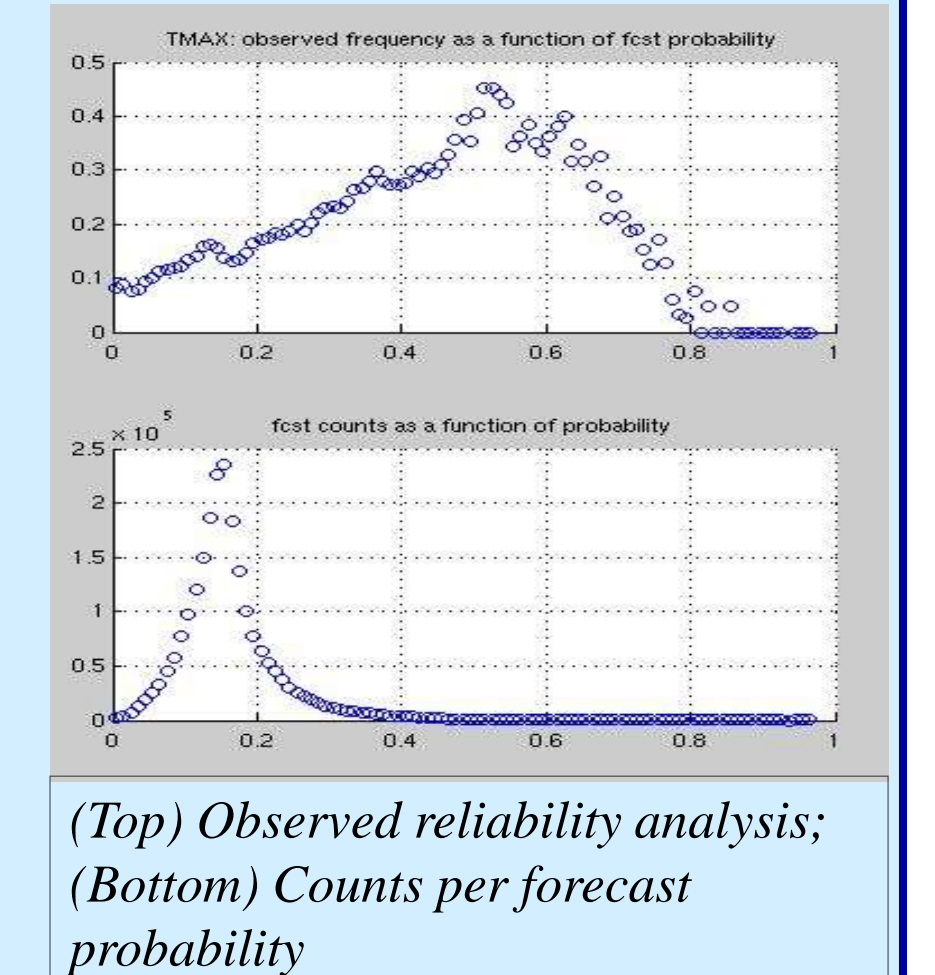 TMAX: observed frequency as a function of fcst probability
0.5
0.4
0.3
0.2
0.1
0
0 0.2 0.4 0.6 0.8 1
fcst counts as a function of probability
× 10 5
2.5
2
1.5
1
0.5
0
0 0.2 0.4 0.6 0.8 1
(Top) Observed reliability analysis;
(Bottom) Counts per forecast
probability